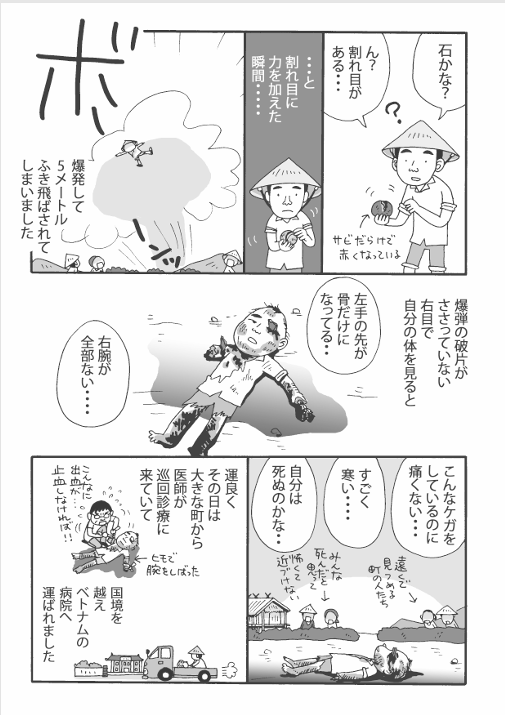 石かな？
ん？
割れ目が
ある・・・
？
サビだらけで
赤くなっている
・・・と
割れ目に
力を加えた
瞬間・・・・・
ボ
ーンッ
爆発して
5メートル
ふき飛ばされて
しまいました
爆弾の破片が
ささっていない
右目で
自分の体を見ると
左手の先が
骨だけに
なってる・・
右腕が
全部ない・・・・
こんなケガを
しているのに
痛くない・・・
すごく
寒い・・・
自分は
死ぬのかな・・
遠くで
見つめる
町の人たち
みんな
死んだと
思って
怖がって
近づけない
運良く
その日は
大きな町から
医師が
巡回診療に
来ていて
こんなに
出血が…
止血しなければ!!
ヒモで
腕をしばった
国境を
越え
ベトナムの
病院へ
運ばれました